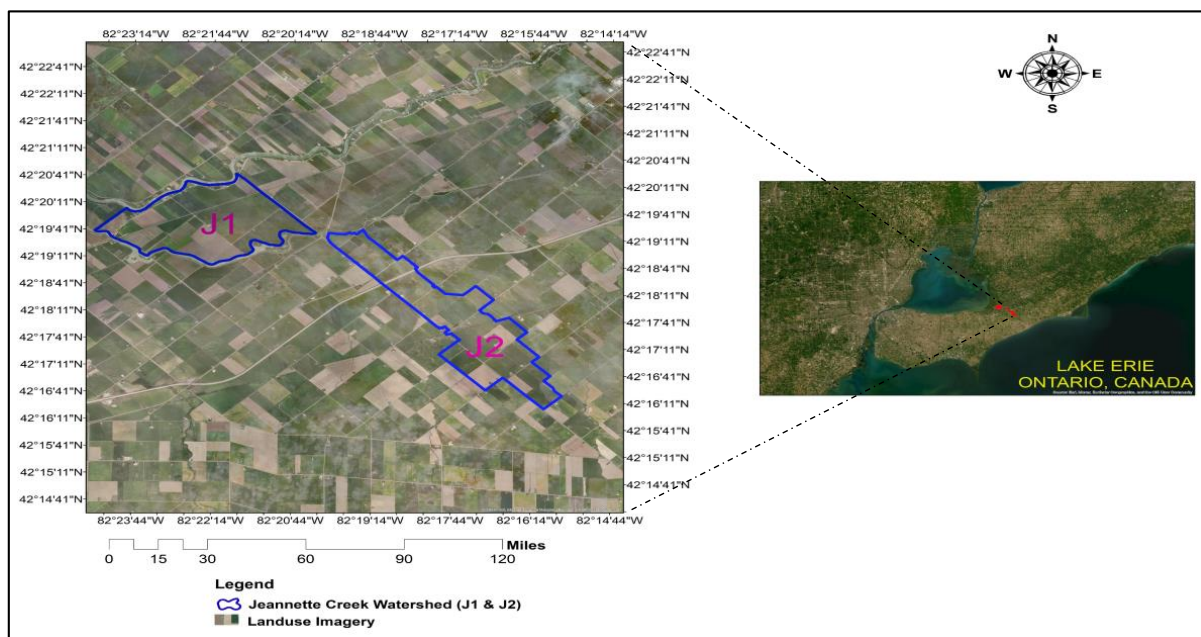 82°23'14"W 82°21'44"W 82°20'14"W 82°18'44"W 82°17'14"W 82°15'44"W 82°14'14"W
42°22'41"N
42°22'11"N
42°21'41"N
42°21'11"N
42°20'41"N
42°20'11"N
42°19'41"N
42°19'11"N
42°18'41"N
42°18'11"N
42°17'41"N
42°17'11"N
42°16'41"N
42°16'11"N
42°15'41"N
42°15'11"N
42°14'41"N
J1
J2
42°22'41"N
42°22'11"N
42°21'41"N
42°21'11"N
42°20'41"N
42°20'11"N
42°19'41"N
42°19'11"N
42°18'41"N
42°18'11"N
42°17'41"N
42°17'11"N
42°16'41"N
42°16'11"N
42°15'41"N
42°15'11"N
42°14'41"N
82°23'44"W 82°22'14"W 82°20'44"W 82°19'14"W 82°17'44"W 82°16'14"W 82°14'44"W
Miles
0 15 30 60 90 120
Legend
Jeannette Creek Watershed (J1 & J2)
Landuse Imagery
N
W E
S
LAKE ERIE
ONTARIO, CANADA